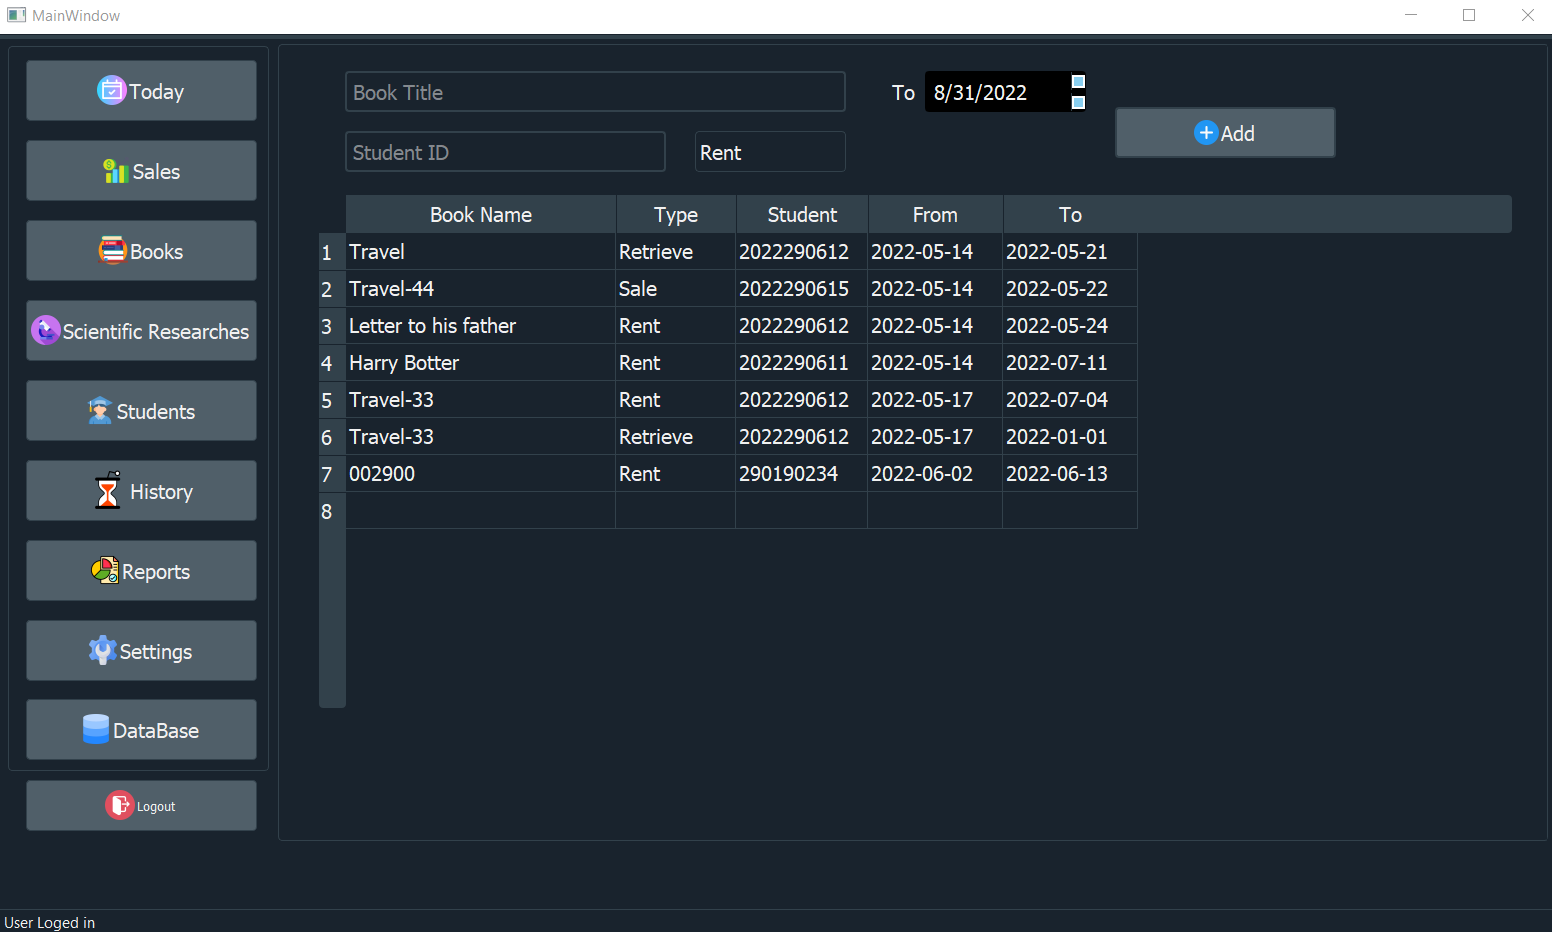 MainWindow
Today
Sales
Books
Scientific Researches
Students
History
Reports
Settings
DataBase
Logout
Book Title
To 8/31/2022
Add
Student ID Rent
Book Name Type Student From To
1 Travel Retrieve 2022290612 2022-05-14 2022-05-21
2 Travel-44 Sale 2022290615 2022-05-14 2022-05-22
3 Letter to his father Rent 2022290612 2022-05-14 2022-05-24
4 Harry Botter Rent 2022290611 2022-05-14 2022-07-11
5 Travel-33 Rent 2022290612 2022-05-17 2022-07-04
6 Travel-33 Retrieve 2022290612 2022-05-17 2022-01-01
7 002900 Rent 290190234 2022-06-02 2022-06-13
8
User Loged in